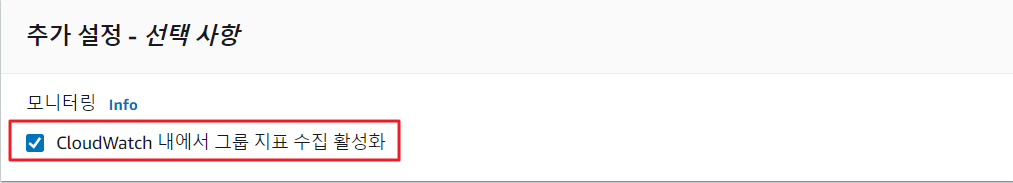 추가 설정 - 선택 사항
모니터링 Info
CloudWatch 내에서 그룹 지표 수집 활성화